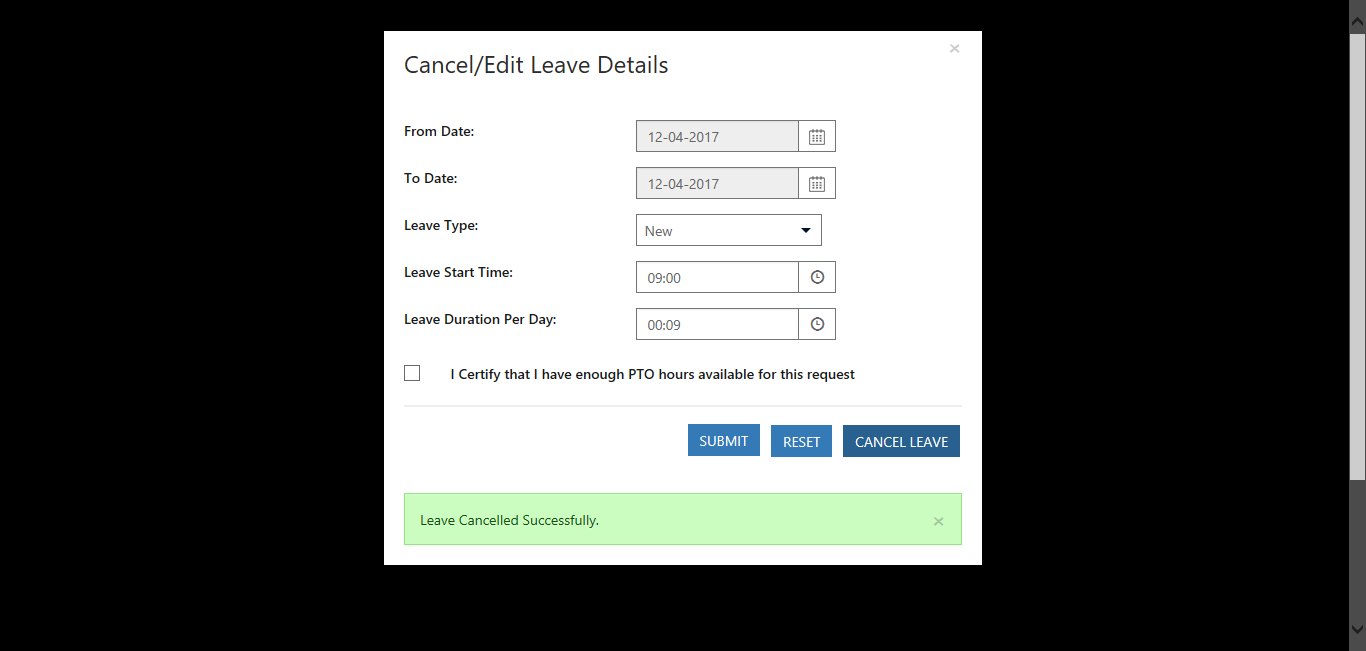 ×
Cancel/Edit Leave Details
From Date:
12-04-2017
To Date:
12-04-2017
Leave Type:
New
Leave Start Time:
09:00
Leave Duration Per Day:
00:09
I Certify that I have enough PTO hours available for this request
SUBMIT
RESET
CANCEL LEAVE
Leave Cancelled Successfully.
×